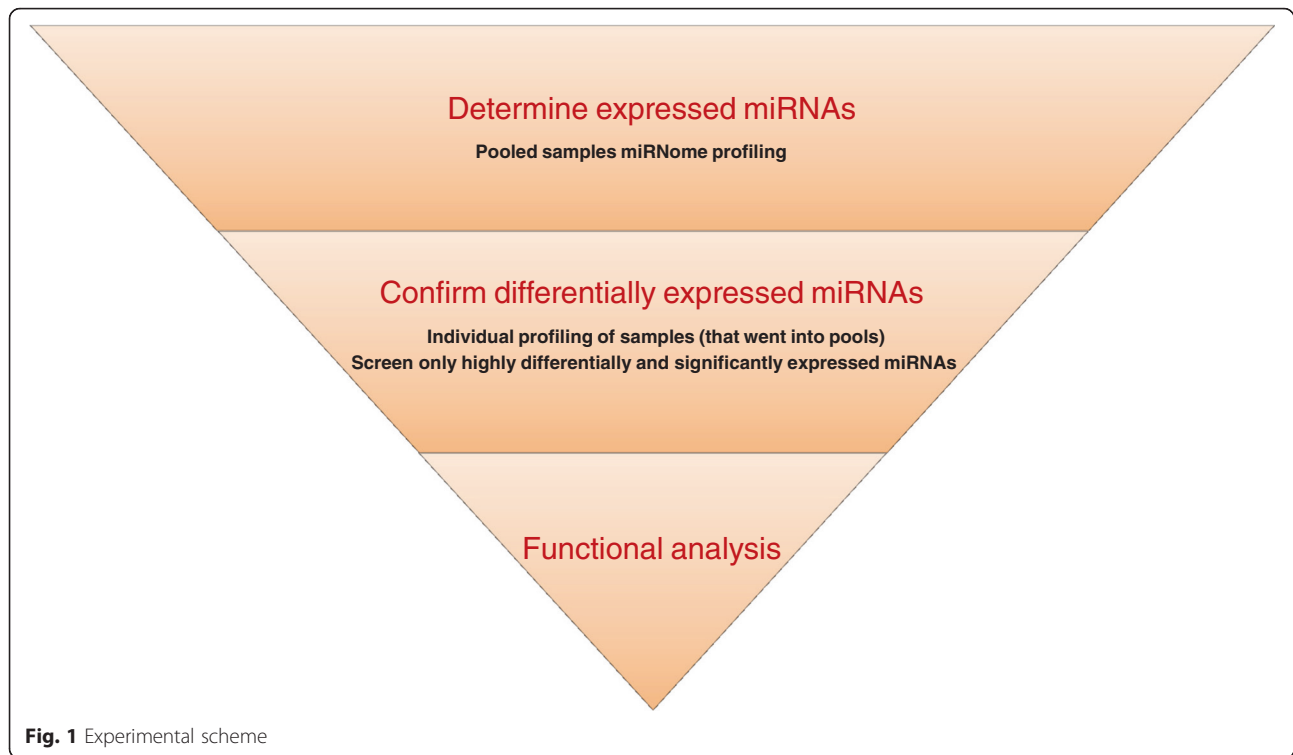 Determine expressed miRNAs
Pooled samples miRNome profiling
Confirm differentially expressed miRNAs
Individual profiling of samples (that went into pools)
Screen only highly differentially and significantly expressed miRNAs
Functional analysis
Fig. 1 Experimental scheme